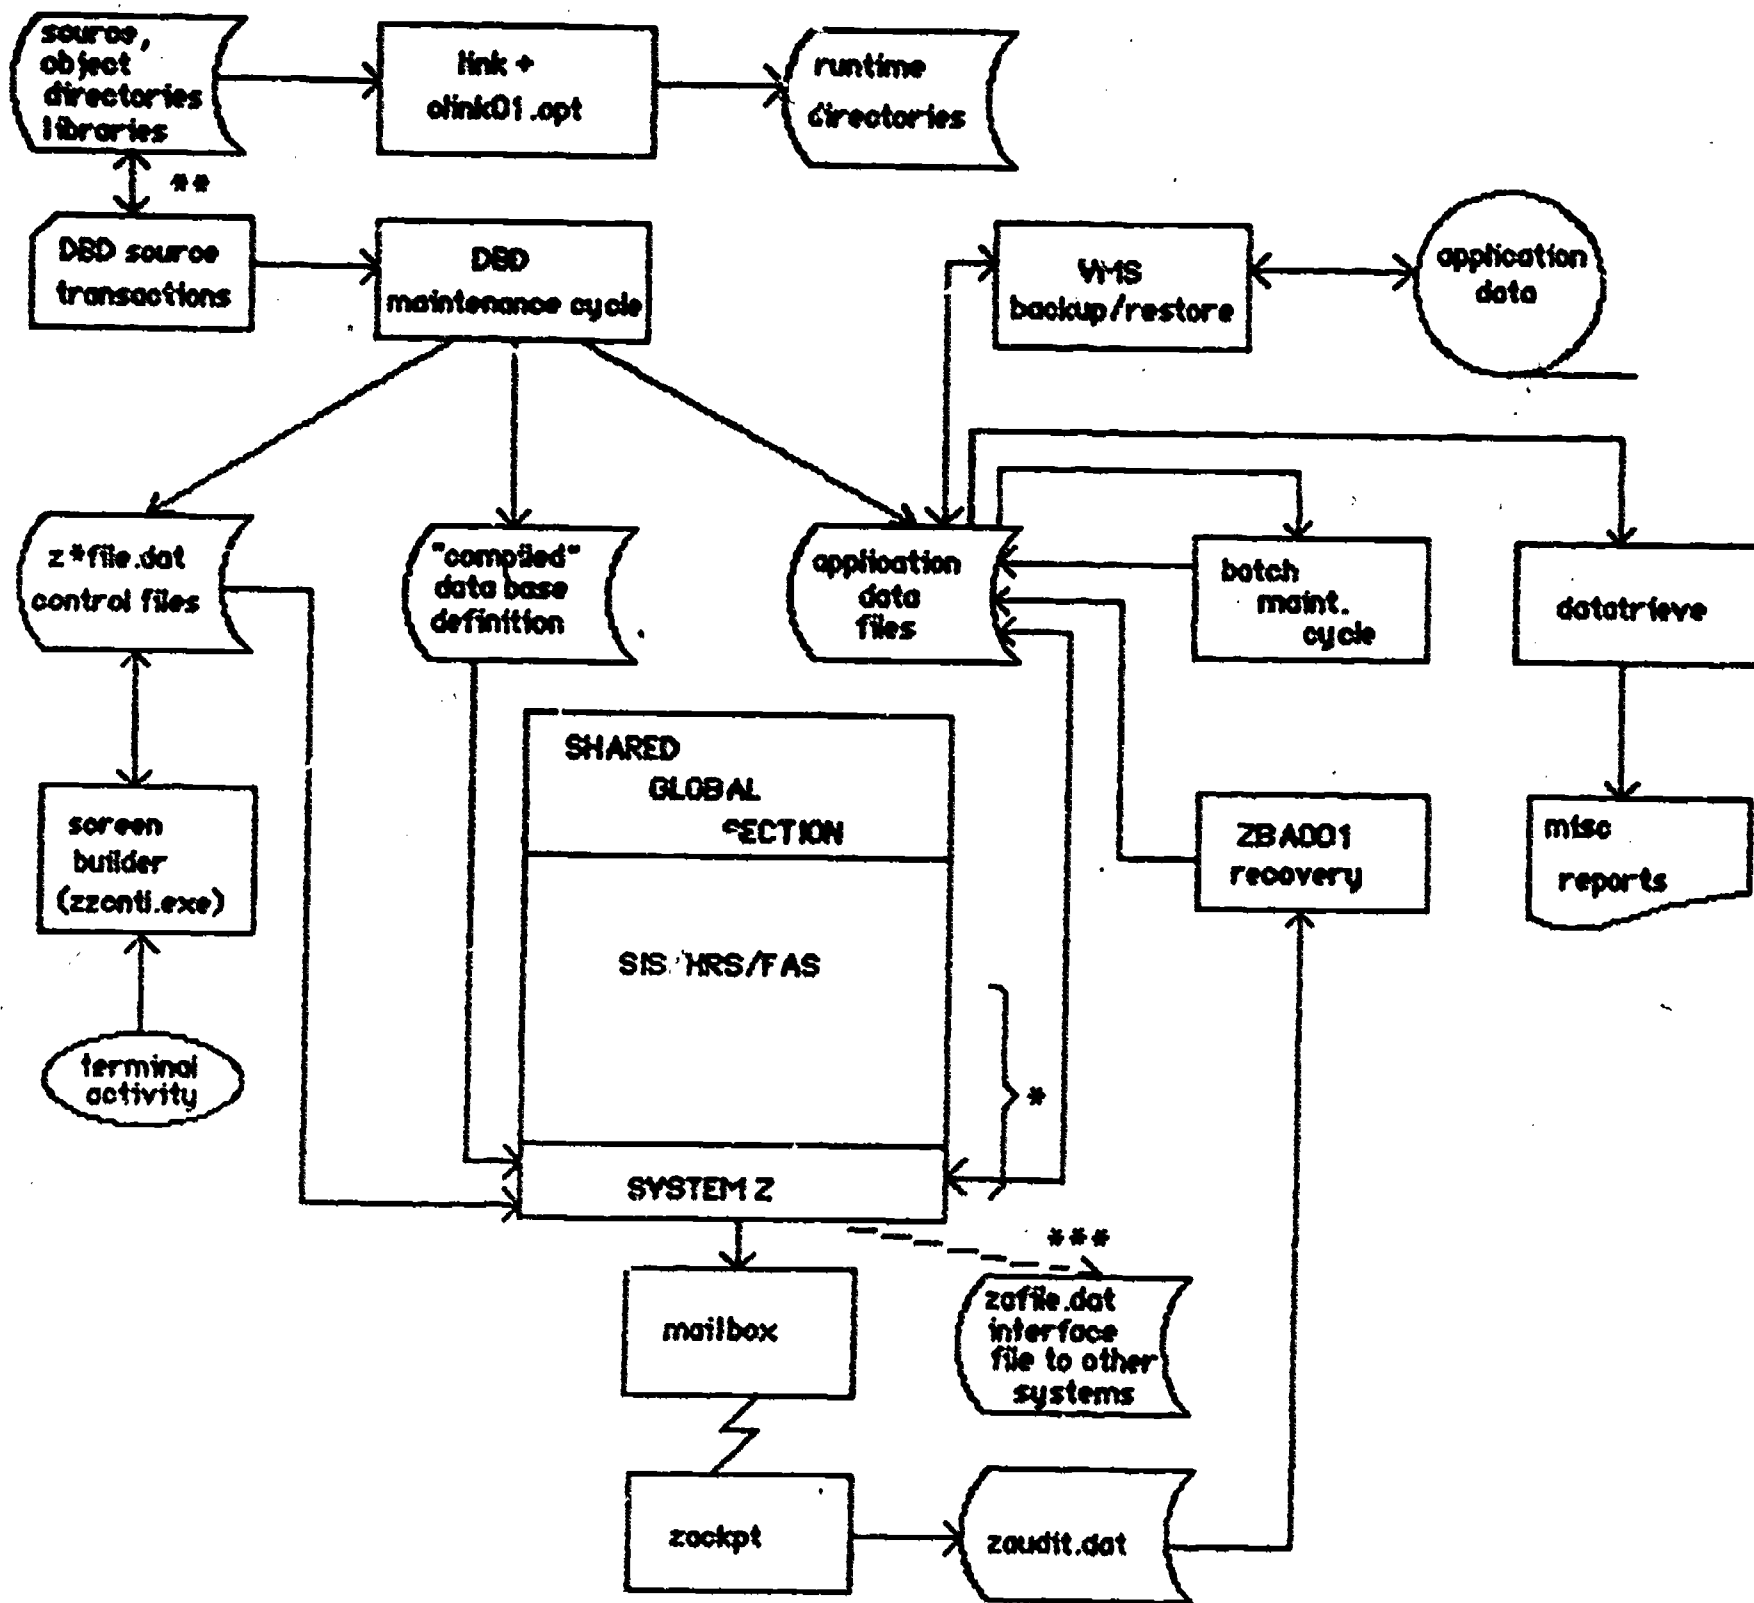 source,
object
directories
libraries
link +
olink01.opt
runtime
directories
**
DBD source
transactions
DBD
maintenance cycle
VMS
backup/restore
application
data
z*file.dat
control files
"compiled"
data base
definition
application
data
files
batch
maint.
cycle
datatrieve
SHARED
GLOBAL
SECTION
screen
builder
(zzconti.exe)
ZBAD01
recovery
misc
reports
SIS HRS/FAS
terminal
activity
*
SYSTEM Z
***
mailbox
zafile.dat
interface
file to other
systems
zackpt
zaudit.dat